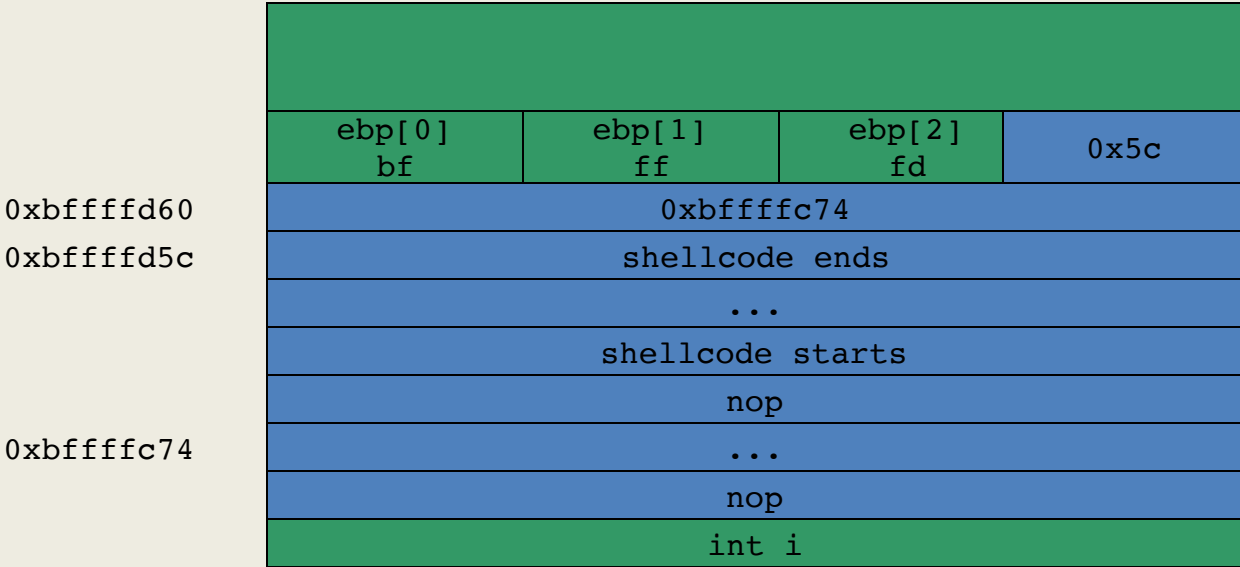 ebp[0] ebp[1] ebp[2] 0x5c
bf ff fd
0xbffffd60 0xbffffc74
0xbffffd5c shellcode ends
...
shellcode starts
nop
0xbffffc74 ...
nop
int i